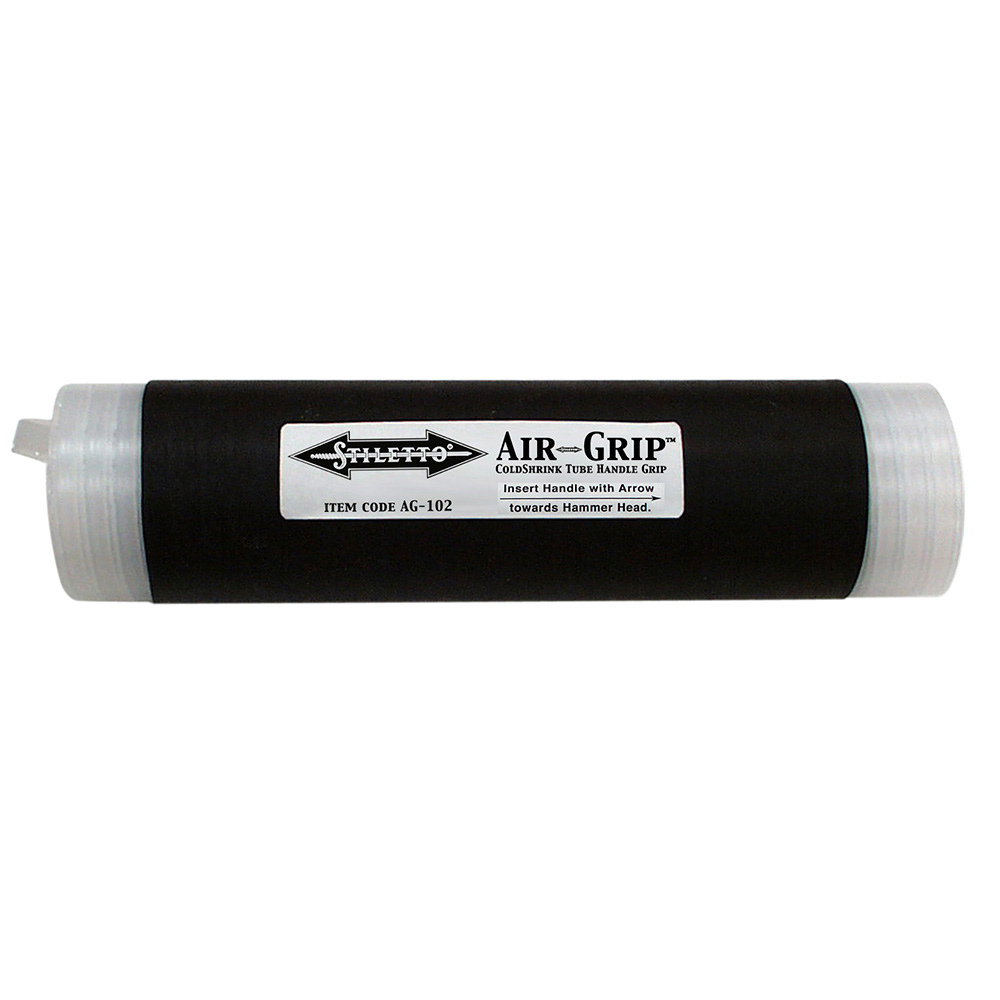 STILETTO®
ITEM CODE AG-102
AIR GRIP™
COLDSHRINK TUBE HANDLE GRIP
Insert Handle with Arrow
towards Hammer Head.